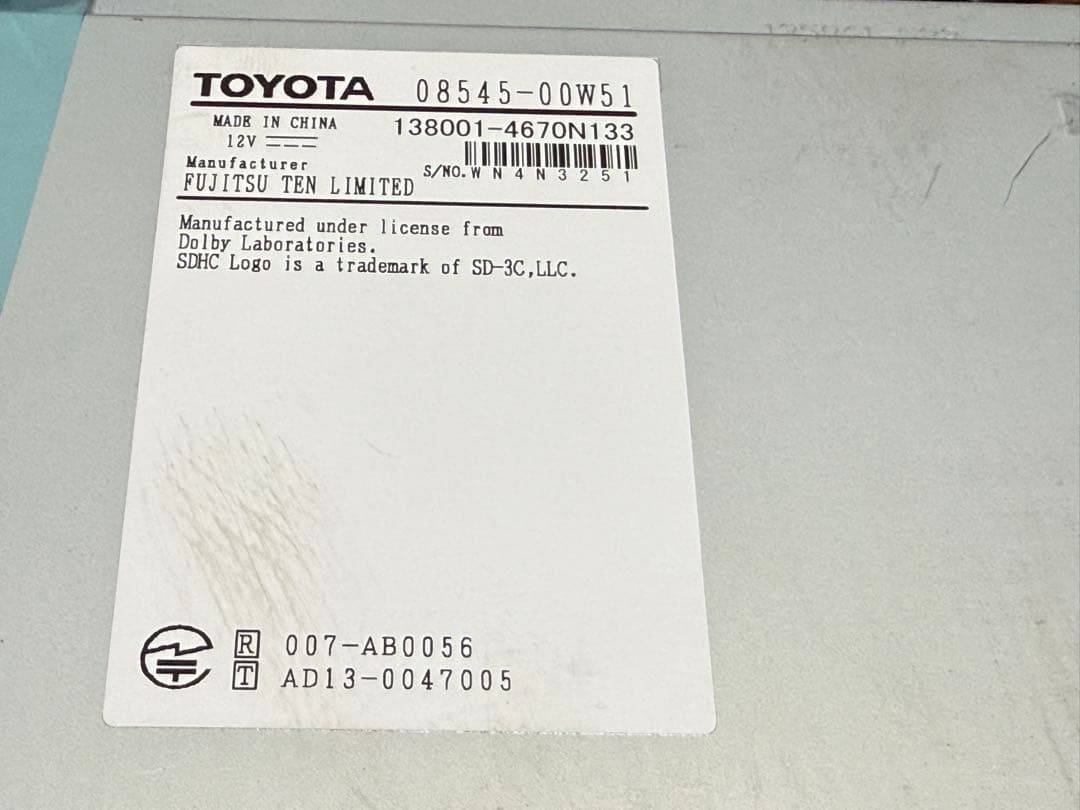 TOYOTA 08545-00W51
MADE IN CHINA 138001-4670N133
12V
Manufacturer S/NO. W N 4 N 3 2 5 1
FUJITSU TEN LIMITED
Manufactured under license from
Dolby Laboratories.
SDHC Logo is a trademark of SD-3C,LLC.
R 007-AB0056
T AD13-0047005